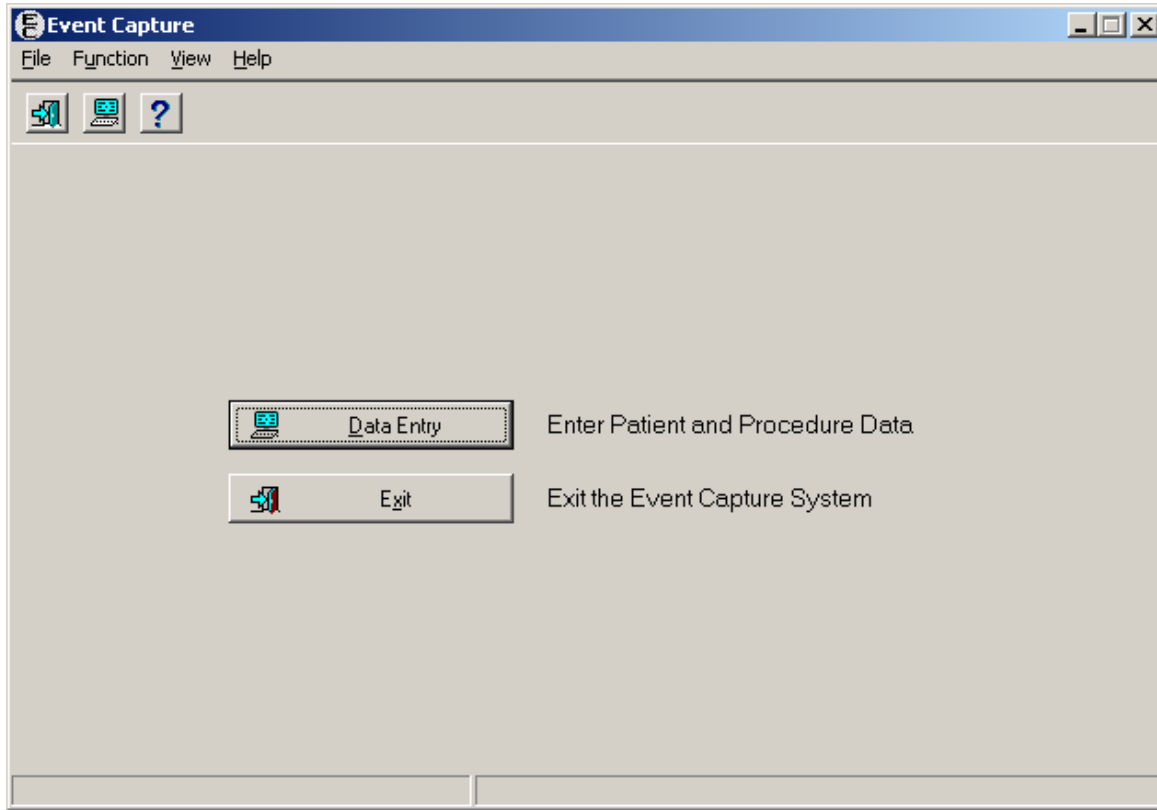 Event Capture
File Function View Help
?
Data Entry Enter Patient and Procedure Data
Exit Exit the Event Capture System